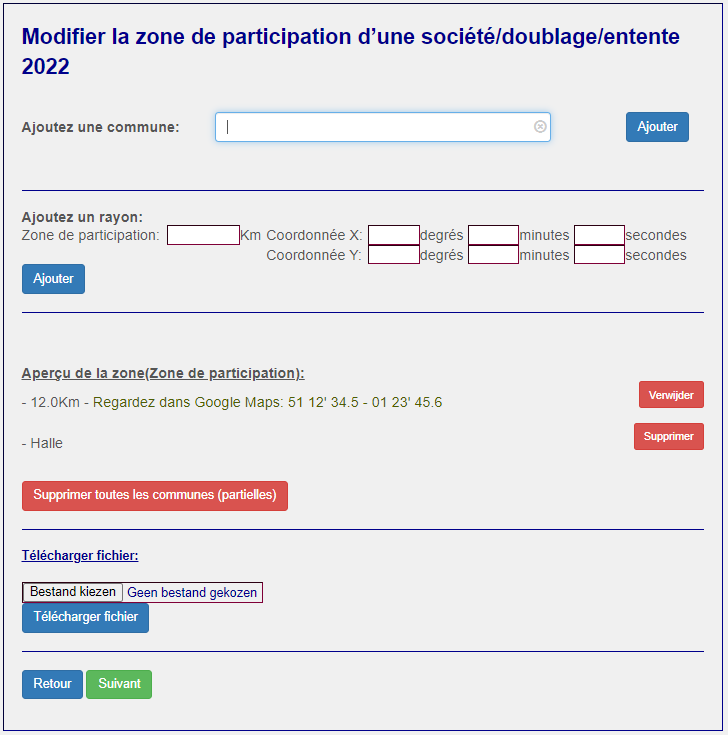 Modifier la zone de participation d’une société/doublage/entente
2022
Ajoutez une commune: Ajouter
Ajoutez un rayon:
Zone de participation: Km Coordonnée X: degrés minutes secondes
Coordonnée Y: degrés minutes secondes
Ajouter
Aperçu de la zone(Zone de participation):
- 12.0Km - Regardez dans Google Maps: 51 12' 34.5 - 01 23' 45.6 Verwijder
- Halle Supprimer
Supprimer toutes les communes (partielles)
Télécharger fichier:
Bestand kiezen Geen bestand gekozen
Télécharger fichier
Retour Suivant